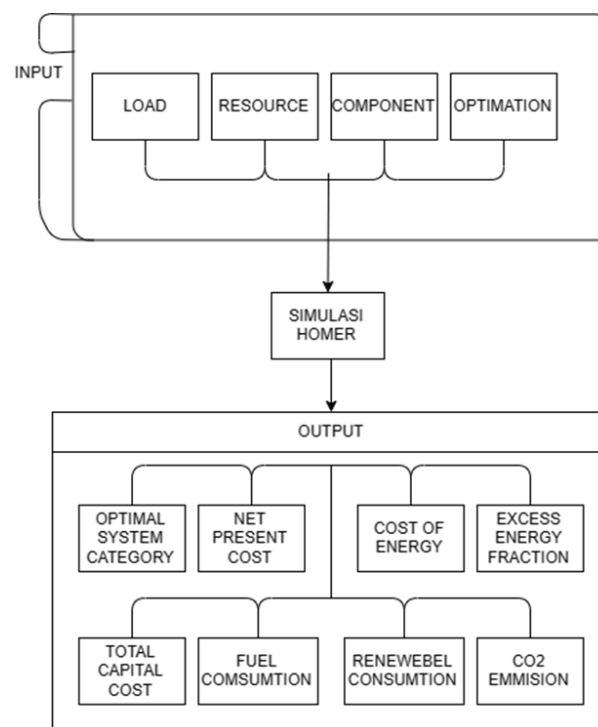 INPUT
LOAD
RESOURCE
COMPONENT
OPTIMATION
SIMULASI
HOMER
OUTPUT
OPTIMAL
SYSTEM
CATEGORY
NET
PRESENT
COST
COST OF
ENERGY
EXCESS
ENERGY
FRACTION
TOTAL
CAPITAL
COST
FUEL
COMSUMTION
RENEWEBEL
CONSUMTION
CO2
EMMISION